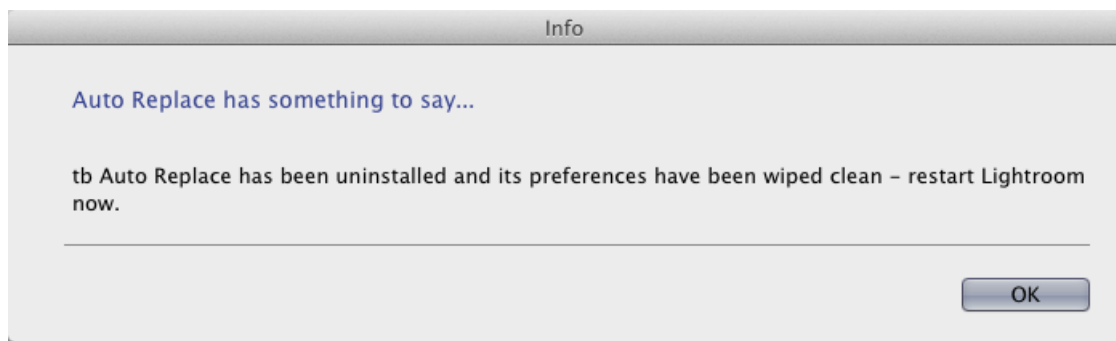 Info
Auto Replace has something to say...
tb Auto Replace has been uninstalled and its preferences have been wiped clean – restart Lightroom
now.
OK